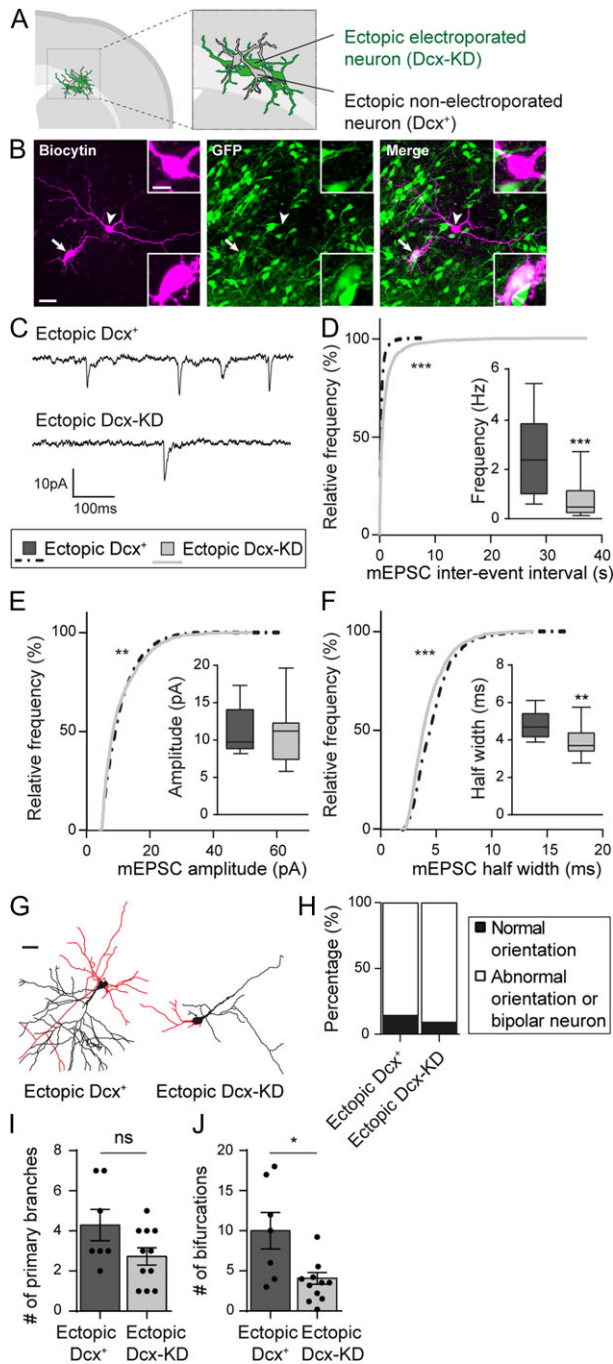 A
Ectopic electroporated
neuron (Dcx-KD)
Ectopic non-electroporated
neuron (Dcx⁺)
B
Biocytin
GFP
Merge
C
Ectopic Dcx⁺
Ectopic Dcx-KD
10pA
100ms
Ectopic Dcx⁺
Ectopic Dcx-KD
D
Relative frequency (%)
100
50
0
0 10 20 30 40
mEPSC inter-event interval (s)
***
Frequency (Hz)
6
4
2
0
***
E
Relative frequency (%)
100
50
0
0 20 40 60
mEPSC amplitude (pA)
**
Amplitude (pA)
20
15
10
5
0
F
Relative frequency (%)
100
50
0
0 5 10 15 20
mEPSC half width (ms)
***
Half width (ms)
8
6
4
2
0
**
G
Ectopic Dcx⁺
Ectopic Dcx-KD
H
Percentage (%)
100
50
0
Ectopic Dcx⁺
Ectopic Dcx-KD
Normal
orientation
Abnormal
orientation or
bipolar neuron
I
# of primary branches
8
6
4
2
0
ns
Ectopic
Dcx⁺
Ectopic
Dcx-KD
J
# of bifurcations
20
15
10
5
0
*
Ectopic
Dcx⁺
Ectopic
Dcx-KD